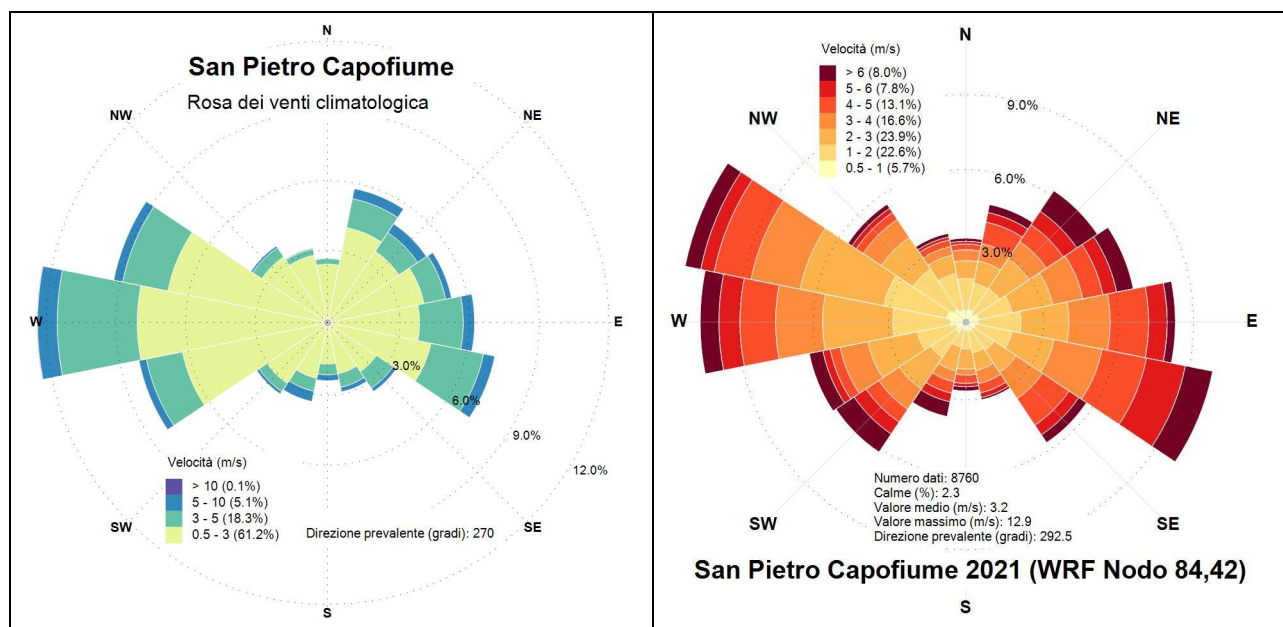 N
San Pietro Capofiume
Rosa dei venti climatologica
NW
NE
W
E
3.0%
6.0%
9.0%
12.0%
Velocità (m/s)
> 10 (0.1%)
5 - 10 (5.1%)
3 - 5 (18.3%)
0.5 - 3 (61.2%)
Direzione prevalente (gradi): 270
SW
SE
S
Velocità (m/s)
> 6 (8.0%)
5 - 6 (7.8%)
4 - 5 (13.1%)
3 - 4 (16.6%)
2 - 3 (23.9%)
1 - 2 (22.6%)
0.5 - 1 (5.7%)
N
9.0%
NW
NE
6.0%
3.0%
W
E
Numero dati: 8760
Calme (%): 2.3
Valore medio (m/s): 3.2
Valore massimo (m/s): 12.9
Direzione prevalente (gradi): 292.5
SW
SE
San Pietro Capofiume 2021 (WRF Nodo 84,42)
S